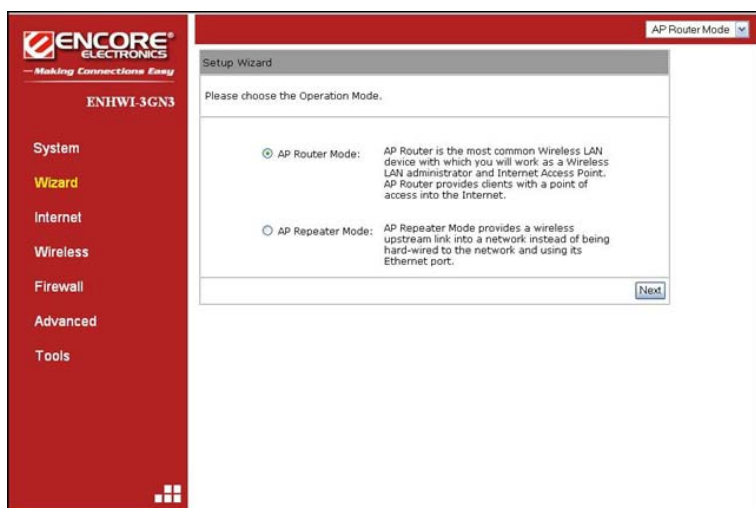 ENCORE®
ELECTRONICS
Making Connections Easy
ENHWI-3GN3
System
Wizard
Internet
Wireless
Firewall
Advanced
Tools
AP Router Mode
Setup Wizard
Please choose the Operation Mode.
AP Router Mode:
AP Router is the most common Wireless LAN
device with which you will work as a Wireless
LAN administrator and Internet Access Point.
AP Router provides clients with a point of
access into the Internet.
AP Repeater Mode:
AP Repeater Mode provides a wireless
upstream link into a network instead of being
hard-wired to the network and using its
Ethernet port.
Next